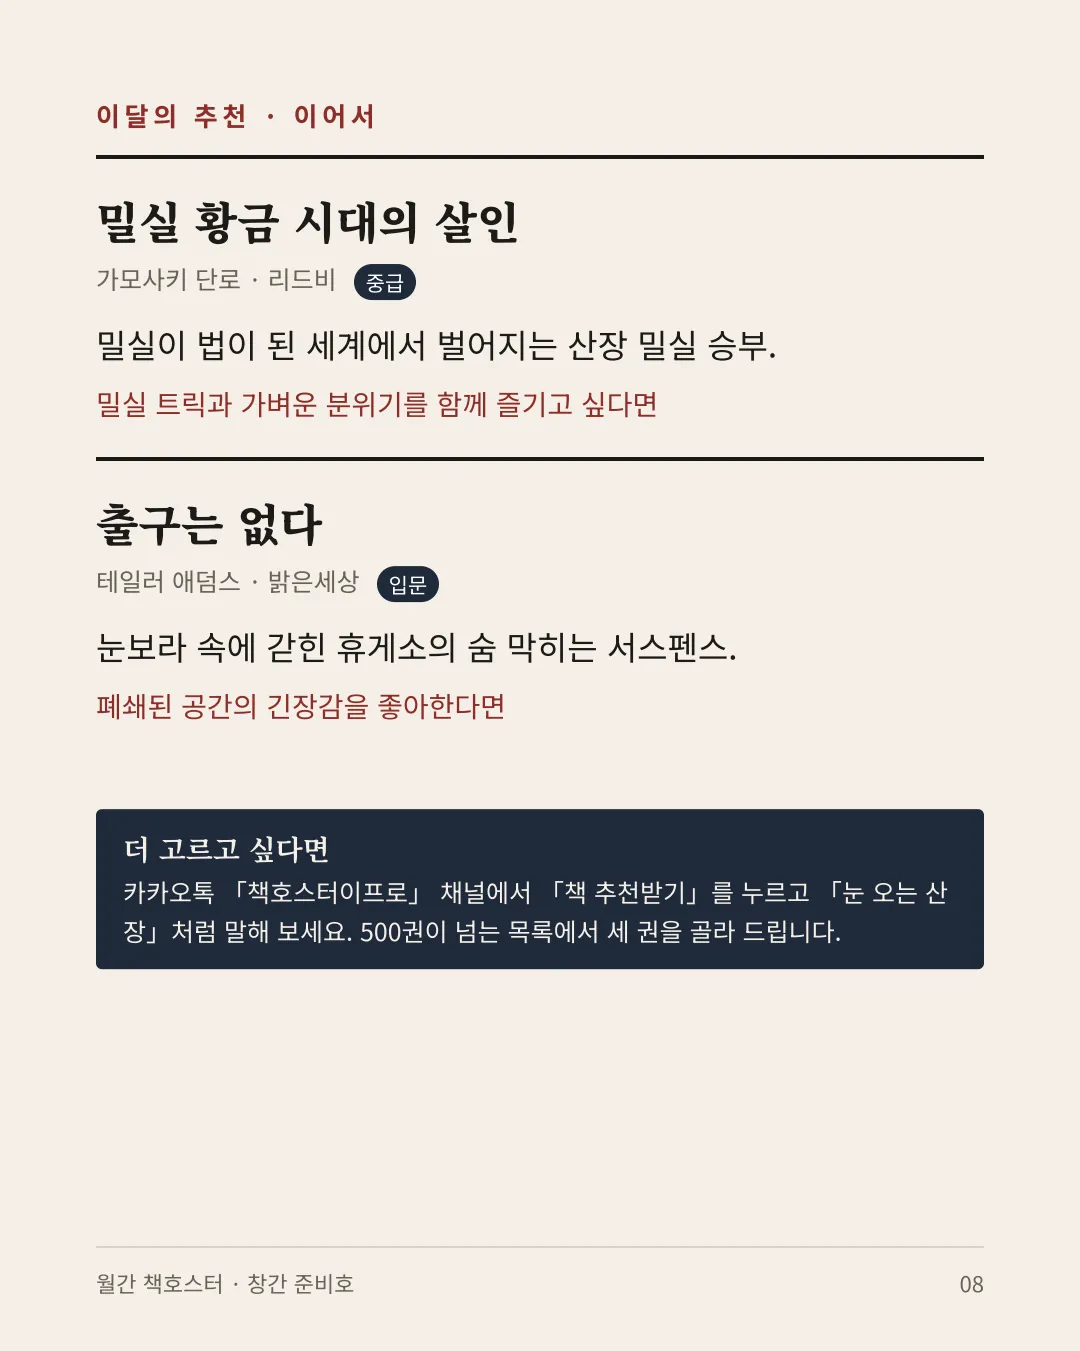 이달의 추천 · 이어서
밀실 황금 시대의 살인
가모사키 단로 · 리드비 중급
밀실이 법이 된 세계에서 벌어지는 산장 밀실 승부.
밀실 트릭과 가벼운 분위기를 함께 즐기고 싶다면
출구는 없다
테일러 애덤스 · 밝은세상 입문
눈보라 속에 갇힌 휴게소의 숨 막히는 서스펜스.
폐쇄된 공간의 긴장감을 좋아한다면
더 고르고 싶다면
카카오톡 「책호스터이프로」 채널에서 「책 추천받기」를 누르고 「눈 오는 산
장」처럼 말해 보세요. 500권이 넘는 목록에서 세 권을 골라 드립니다.
월간 책호스터 · 창간 준비호 08